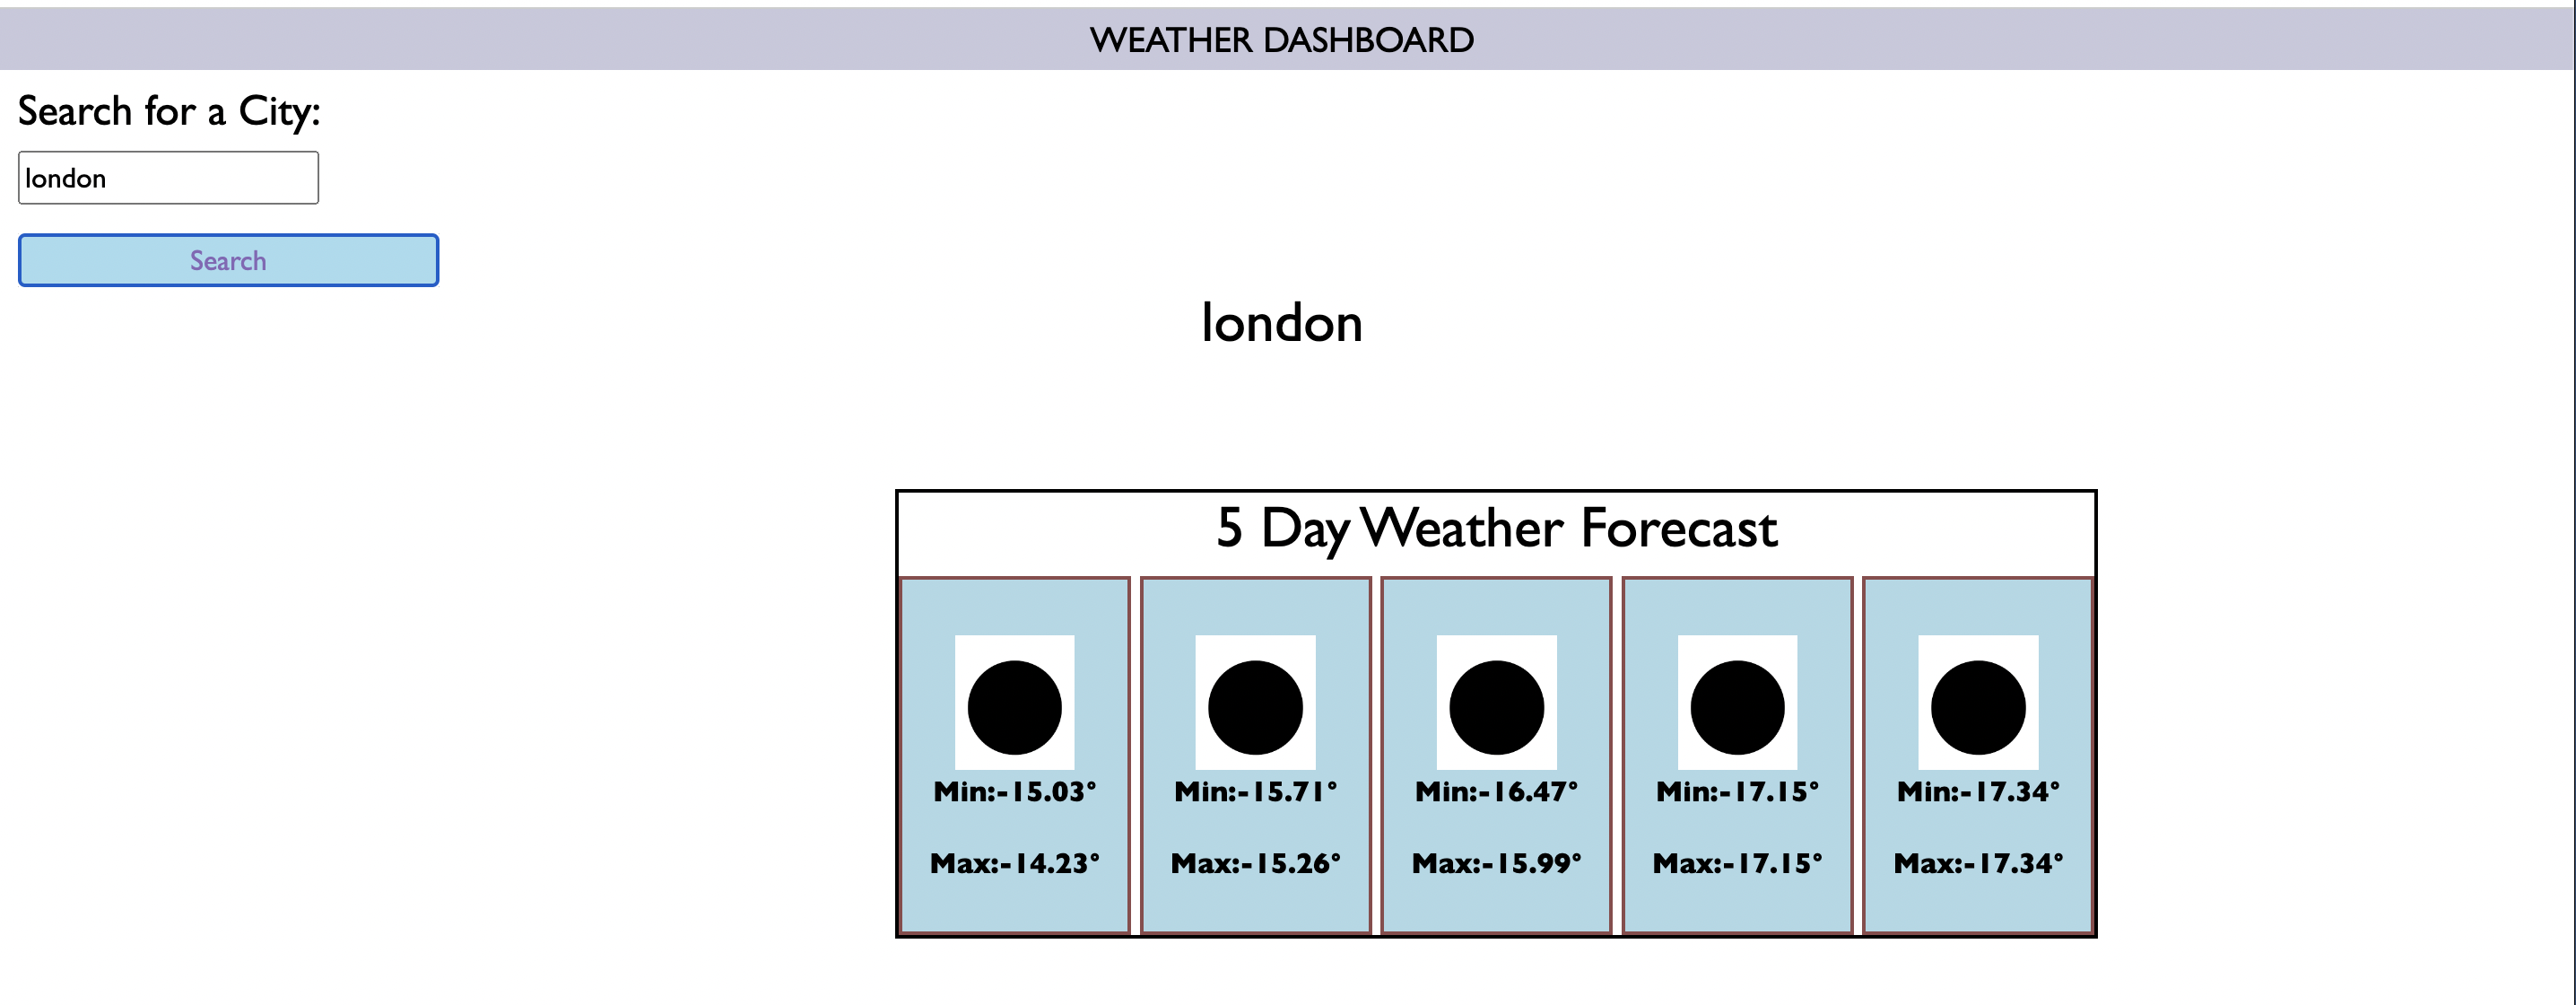 WEATHER DASHBOARD
Search for a City:
london
Search
london
5 Day Weather Forecast
Min:-15.03° Min:-15.71° Min:-16.47° Min:-17.15° Min:-17.34°
Max:-14.23° Max:-15.26° Max:-15.99° Max:-17.15° Max:-17.34°